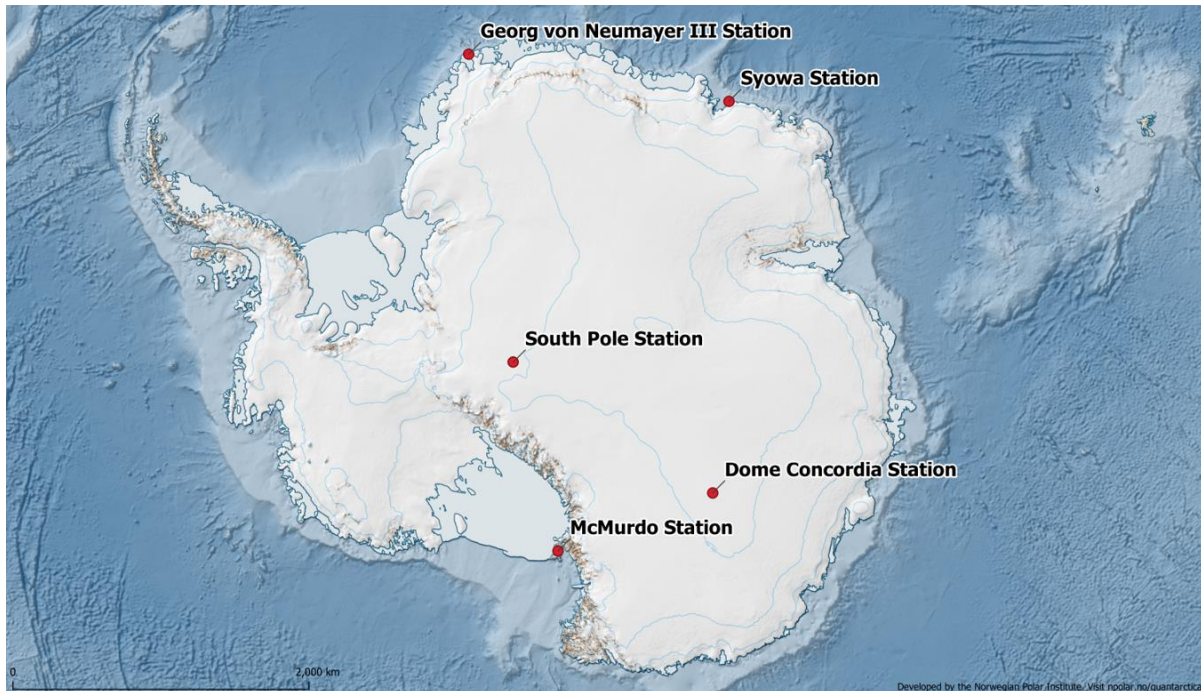 Georg von Neumayer III Station
Syowa Station
South Pole Station
Dome Concordia Station
McMurdo Station
0
2,000 km
Developed by the Norwegian Polar Institute. Visit npolar.no/quantarctica